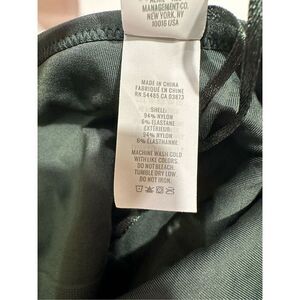 MANAGEMENT CO.
NEW YORK, NY
10016 USA
MADE IN CHINA
FABRIQUÉ EN CHINE
RN 54485 CA 03873
SHELL:
94% NYLON
6% ELASTANE
EXTÉRIEUR:
94% NYLON
6% ÉLASTHANNE
MACHINE WASH COLD
WITH LIKE COLORS.
DO NOT BLEACH.
TUMBLE DRY LOW.
DO NOT IRON.